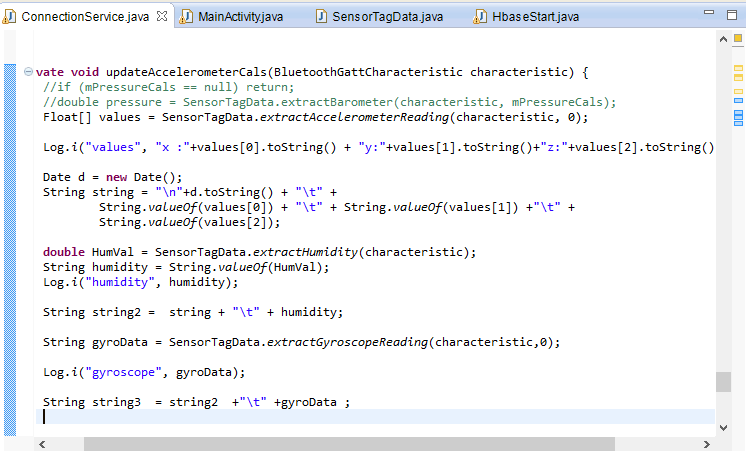 ConnectionService.java MainActivity.java SensorTagData.java HbaseStart.java
vate void updateAccelerometerCals(BluetoothGattCharacteristic characteristic) {
//if (mPressureCals == null) return;
//double pressure = SensorTagData.extractBarometer(characteristic, mPressureCals);
Float[] values = SensorTagData.extractAccelerometerReading(characteristic, 0);
Log.i("values", "x :"+values[0].toString() + "y:"+values[1].toString()+"z:"+values[2].toString()
Date d = new Date();
String string = "\n"+d.toString() + "\t" +
String.valueOf(values[0]) + "\t" + String.valueOf(values[1]) +"\t" +
String.valueOf(values[2]);
double HumVal = SensorTagData.extractHumidity(characteristic);
String humidity = String.valueOf(HumVal);
Log.i("humidity", humidity);
String string2 =  string + "\t" + humidity;
String gyroData = SensorTagData.extractGyroscopeReading(characteristic,0);
Log.i("gyroscope", gyroData);
String string3  = string2  +"\t" +gyroData ;